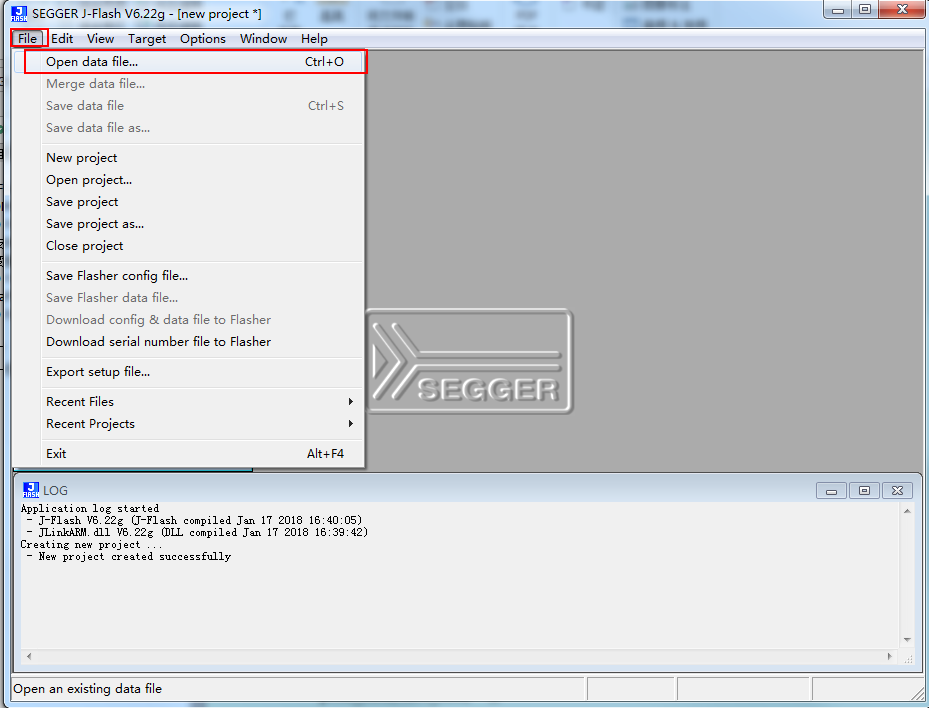 SEGGER J-Flash V6.22g - [new project *]
File Edit View Target Options Window Help
Open data file... Ctrl+O
Merge data file...
Save data file Ctrl+S
Save data file as...
New project
Open project...
Save project
Save project as...
Close project
Save Flasher config file...
Save Flasher data file...
Download config & data file to Flasher
Download serial number file to Flasher
Export setup file...
Recent Files
Recent Projects
Exit Alt+F4
SEGGER
LOG
Application log started
- J-Flash V6.22g (J-Flash compiled Jan 17 2018 16:40:05)
- JLinkARM.dll V6.22g (DLL compiled Jan 17 2018 16:39:42)
Creating new project ...
- New project created successfully
Open an existing data file